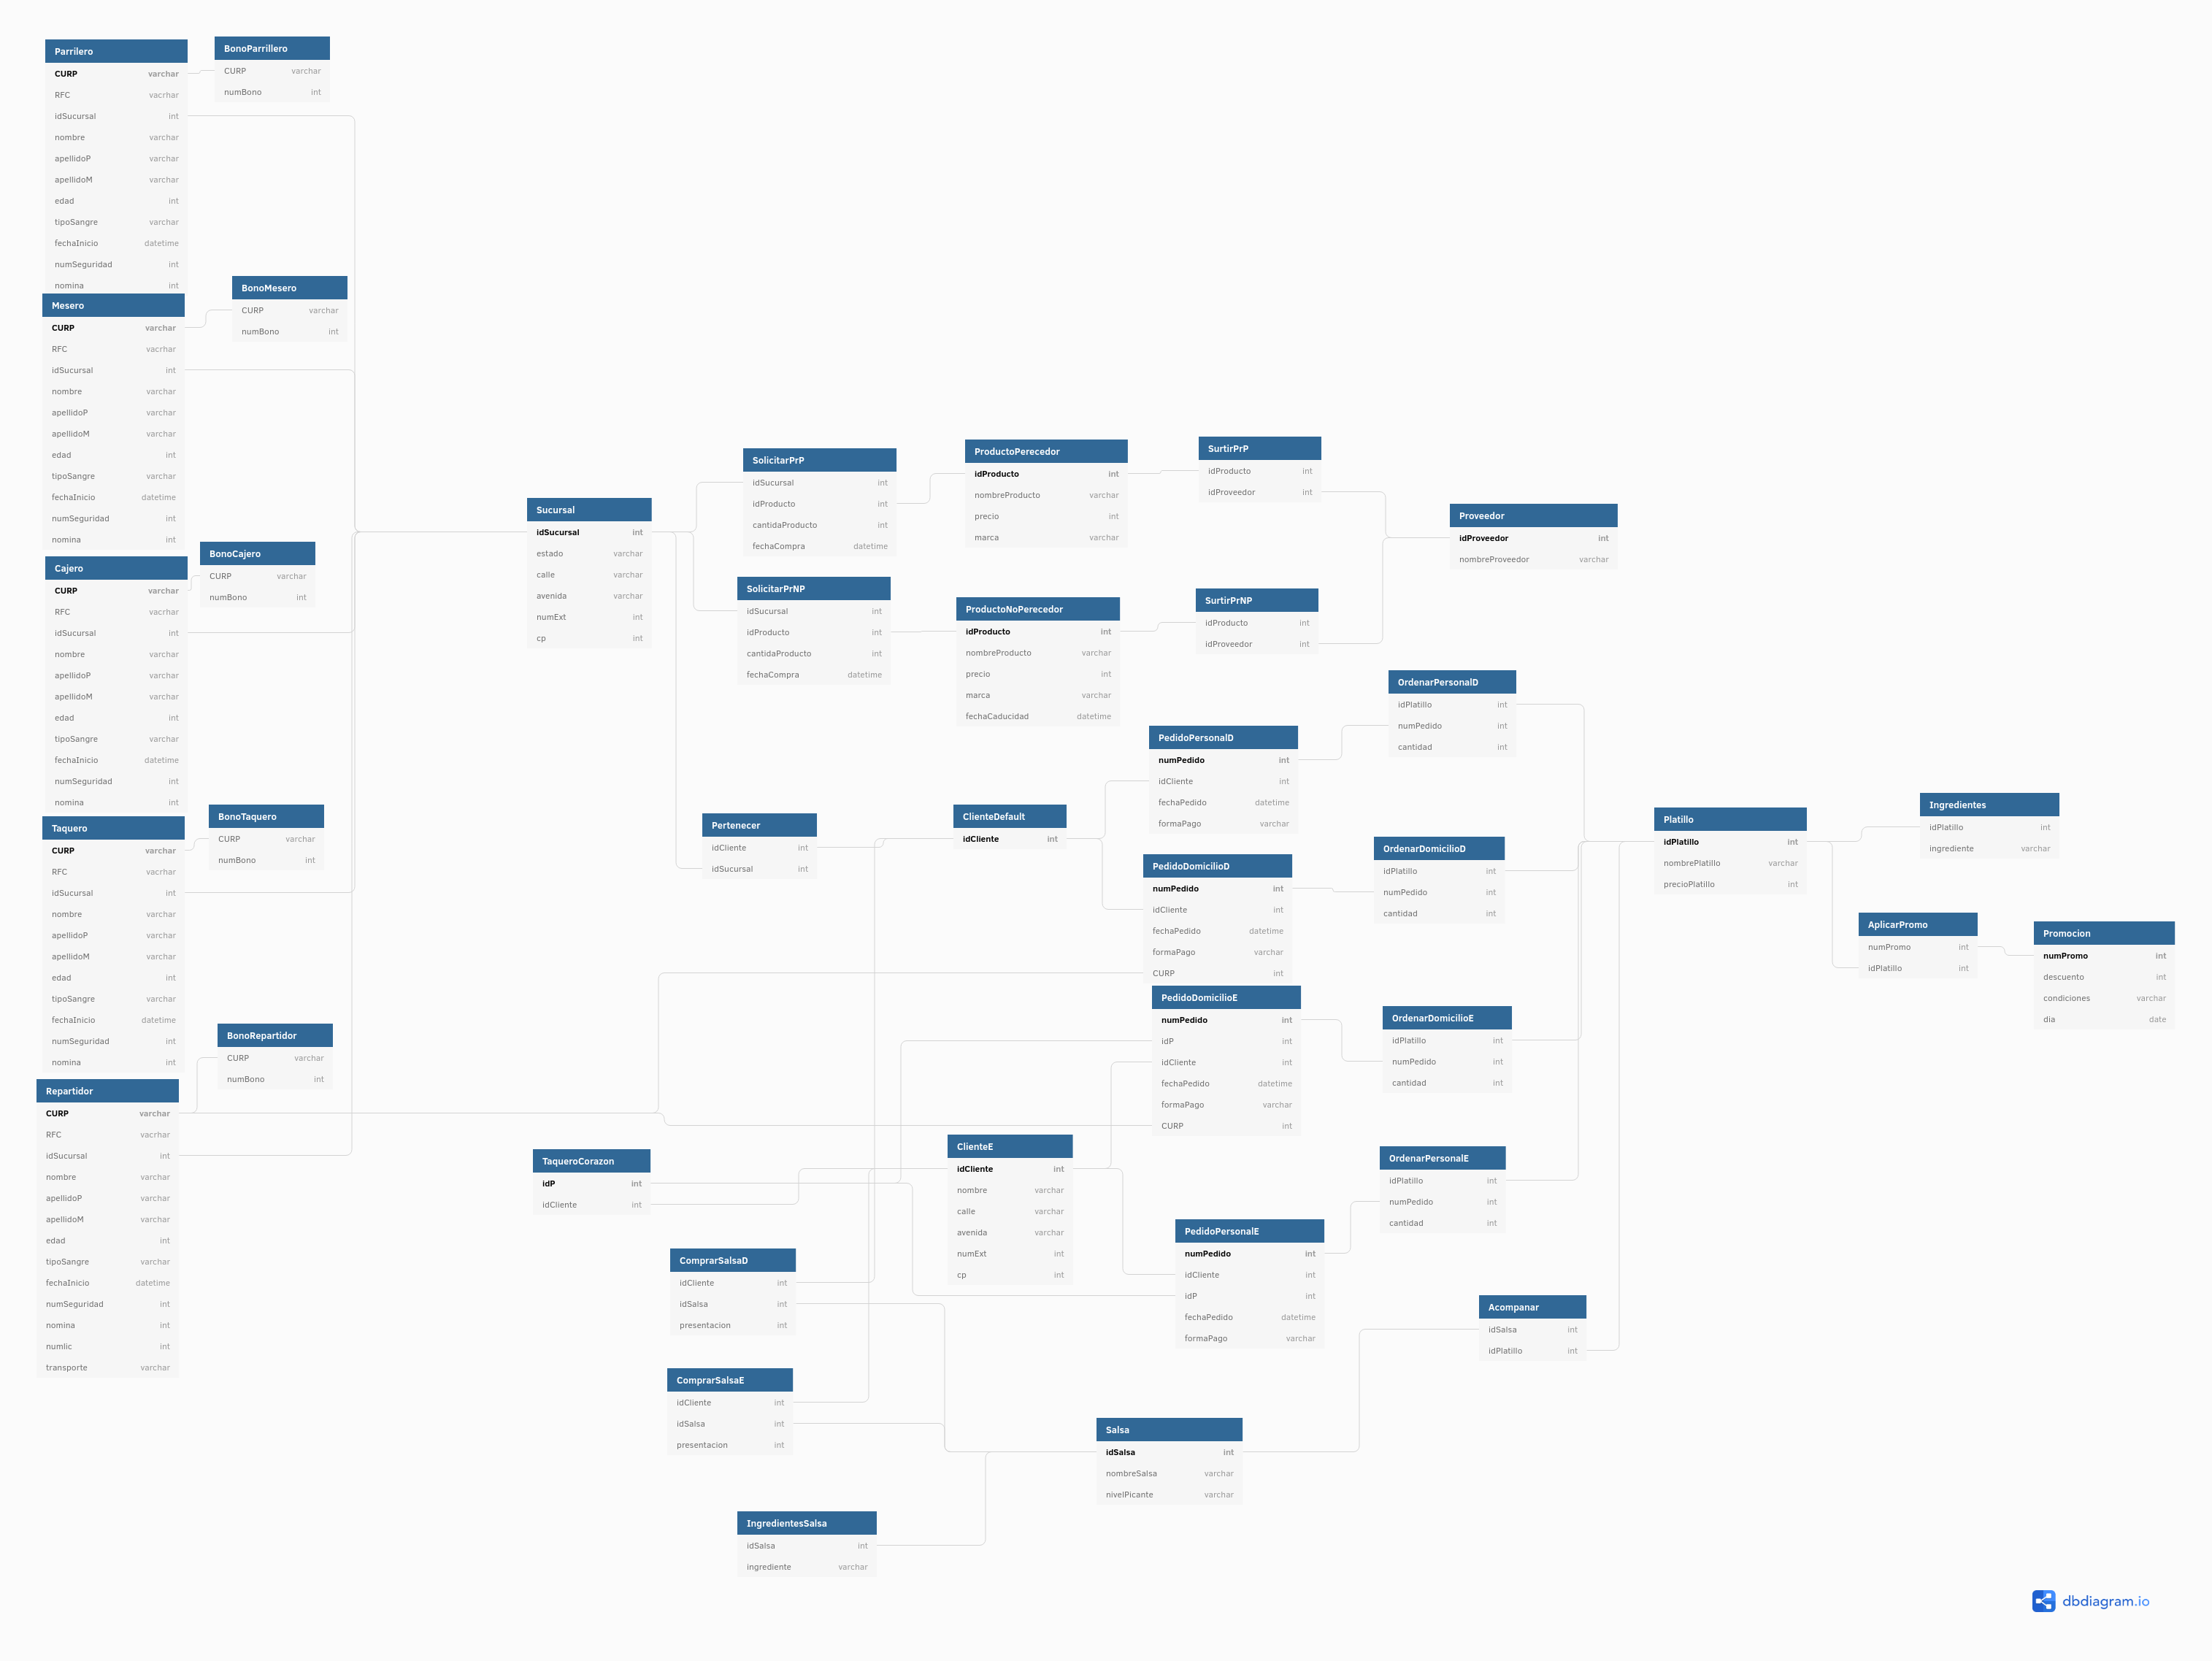 Parrilero
CURP varchar
RFC vacrhar
idSucursal int
nombre varchar
apellidoP varchar
apellidoM varchar
edad int
tipoSangre varchar
fechaInicio datetime
numSeguridad int
nomina int
BonoParrillero
CURP varchar
numBono int
Mesero
CURP varchar
RFC vacrhar
idSucursal int
nombre varchar
apellidoP varchar
apellidoM varchar
edad int
tipoSangre varchar
fechaInicio datetime
numSeguridad int
nomina int
BonoMesero
CURP varchar
numBono int
Cajero
CURP varchar
RFC vacrhar
idSucursal int
nombre varchar
apellidoP varchar
apellidoM varchar
edad int
tipoSangre varchar
fechaInicio datetime
numSeguridad int
nomina int
BonoCajero
CURP varchar
numBono int
Taquero
CURP varchar
RFC vacrhar
idSucursal int
nombre varchar
apellidoP varchar
apellidoM varchar
edad int
tipoSangre varchar
fechaInicio datetime
numSeguridad int
nomina int
BonoTaquero
CURP varchar
numBono int
Repartidor
CURP varchar
RFC vacrhar
idSucursal int
nombre varchar
apellidoP varchar
apellidoM varchar
edad int
tipoSangre varchar
fechaInicio datetime
numSeguridad int
nomina int
numlic int
transporte varchar
BonoRepartidor
CURP varchar
numBono int
Sucursal
idSucursal int
estado varchar
calle varchar
avenida varchar
numExt int
cp int
SolicitarPrP
idSucursal int
idProducto int
cantidaProducto int
fechaCompra datetime
SolicitarPrNP
idSucursal int
idProducto int
cantidaProducto int
fechaCompra datetime
ProductoPerecedor
idProducto int
nombreProducto varchar
precio int
marca varchar
ProductoNoPerecedor
idProducto int
nombreProducto varchar
precio int
marca varchar
fechaCaducidad datetime
SurtirPrP
idProducto int
idProveedor int
SurtirPrNP
idProducto int
idProveedor int
Proveedor
idProveedor int
nombreProveedor varchar
Pertenecer
idCliente int
idSucursal int
ClienteDefault
idCliente int
PedidoPersonalD
numPedido int
idCliente int
fechaPedido datetime
formaPago varchar
OrdenarPersonalD
idPlatillo int
numPedido int
cantidad int
PedidoDomicilioD
numPedido int
idCliente int
fechaPedido datetime
formaPago varchar
CURP int
OrdenarDomicilioD
idPlatillo int
numPedido int
cantidad int
PedidoDomicilioE
numPedido int
idP int
idCliente int
fechaPedido datetime
formaPago varchar
CURP int
OrdenarDomicilioE
idPlatillo int
numPedido int
cantidad int
Platillo
idPlatillo int
nombrePlatillo varchar
precioPlatillo int
Ingredientes
idPlatillo int
ingrediente varchar
AplicarPromo
numPromo int
idPlatillo int
Promocion
numPromo int
descuento int
condiciones varchar
dia date
TaqueroCorazon
idP int
idCliente int
ClienteE
idCliente int
nombre varchar
calle varchar
avenida varchar
numExt int
cp int
OrdenarPersonalE
idPlatillo int
numPedido int
cantidad int
PedidoPersonalE
numPedido int
idCliente int
idP int
fechaPedido datetime
formaPago varchar
ComprarSalsaD
idCliente int
idSalsa int
presentacion int
ComprarSalsaE
idCliente int
idSalsa int
presentacion int
Acompanar
idSalsa int
idPlatillo int
Salsa
idSalsa int
nombreSalsa varchar
nivelPicante varchar
IngredientesSalsa
idSalsa int
ingrediente varchar
dbdiagram.io